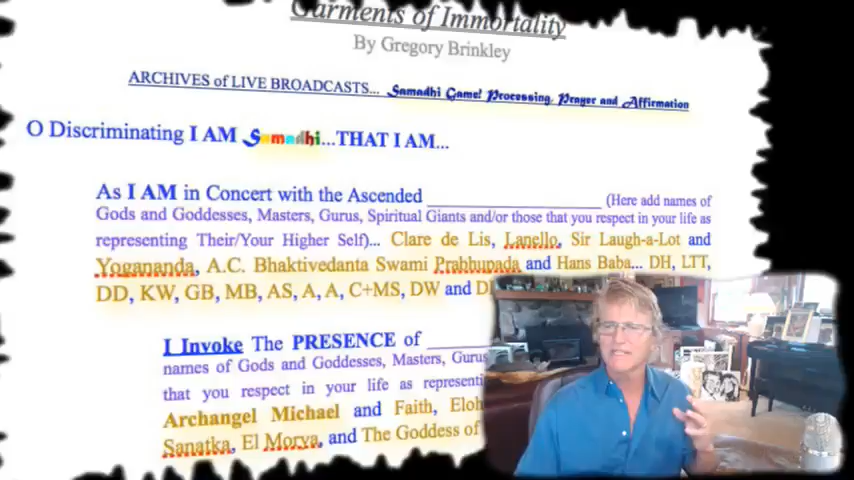 Garments of Immortality
By Gregory Brinkley
ARCHIVES of LIVE BROADCASTS... Samadhi Game! Processing, Prayer and Affirmation
O Discriminating I AM Samadhi...THAT I AM...
As I AM in Concert with the Ascended ____________________ (Here add names of
Gods and Goddesses, Masters, Gurus, Spiritual Giants and/or those that you respect in your life as
representing Their/Your Higher Self)... Clare de Lis, Lanello, Sir Laugh-a-Lot and
Yogananda, A.C. Bhaktivedanta Swami Prabhupada and Hans Baba... DH, LTT,
DD, KW, GB, MB, AS, A, A, C+MS, DW and
I Invoke The PRESENCE of
names of Gods and Goddesses, Masters, Gurus
that you respect in your life as
Archangel Michael and Faith,
Sanatka, El Morya, and The Goddess of